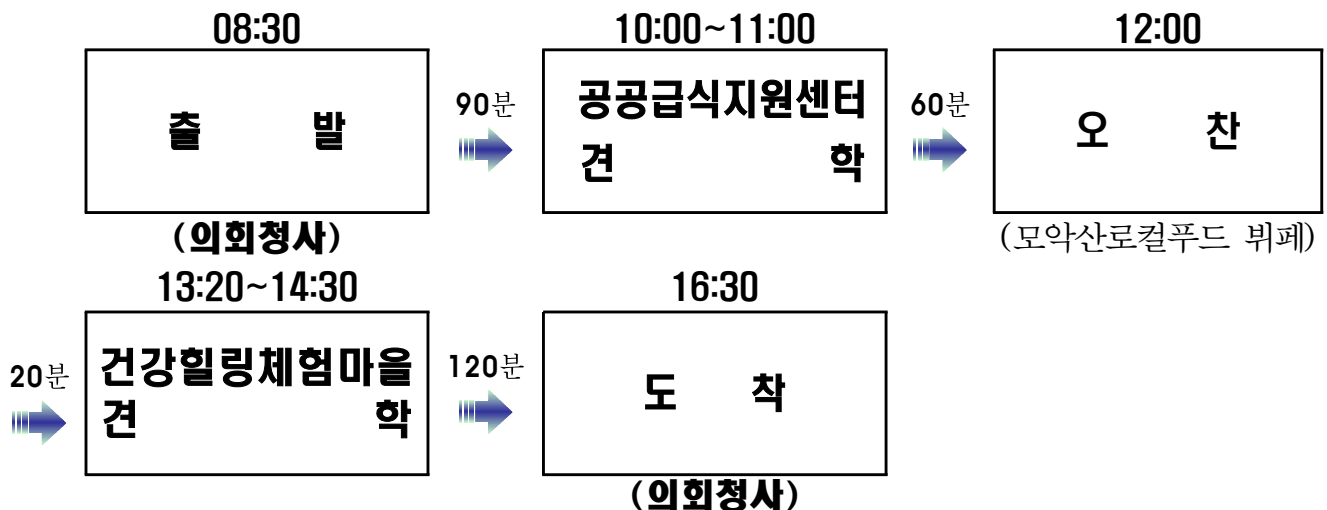 08:30
10:00~11:00
12:00
출 발
90분
공공급식지원센터
견 학
60분
오 찬
(의회청사)
(모악산로컬푸드 뷔페)
13:20~14:30
16:30
20분
건강힐링체험마을
견 학
120분
도 착
(의회청사)